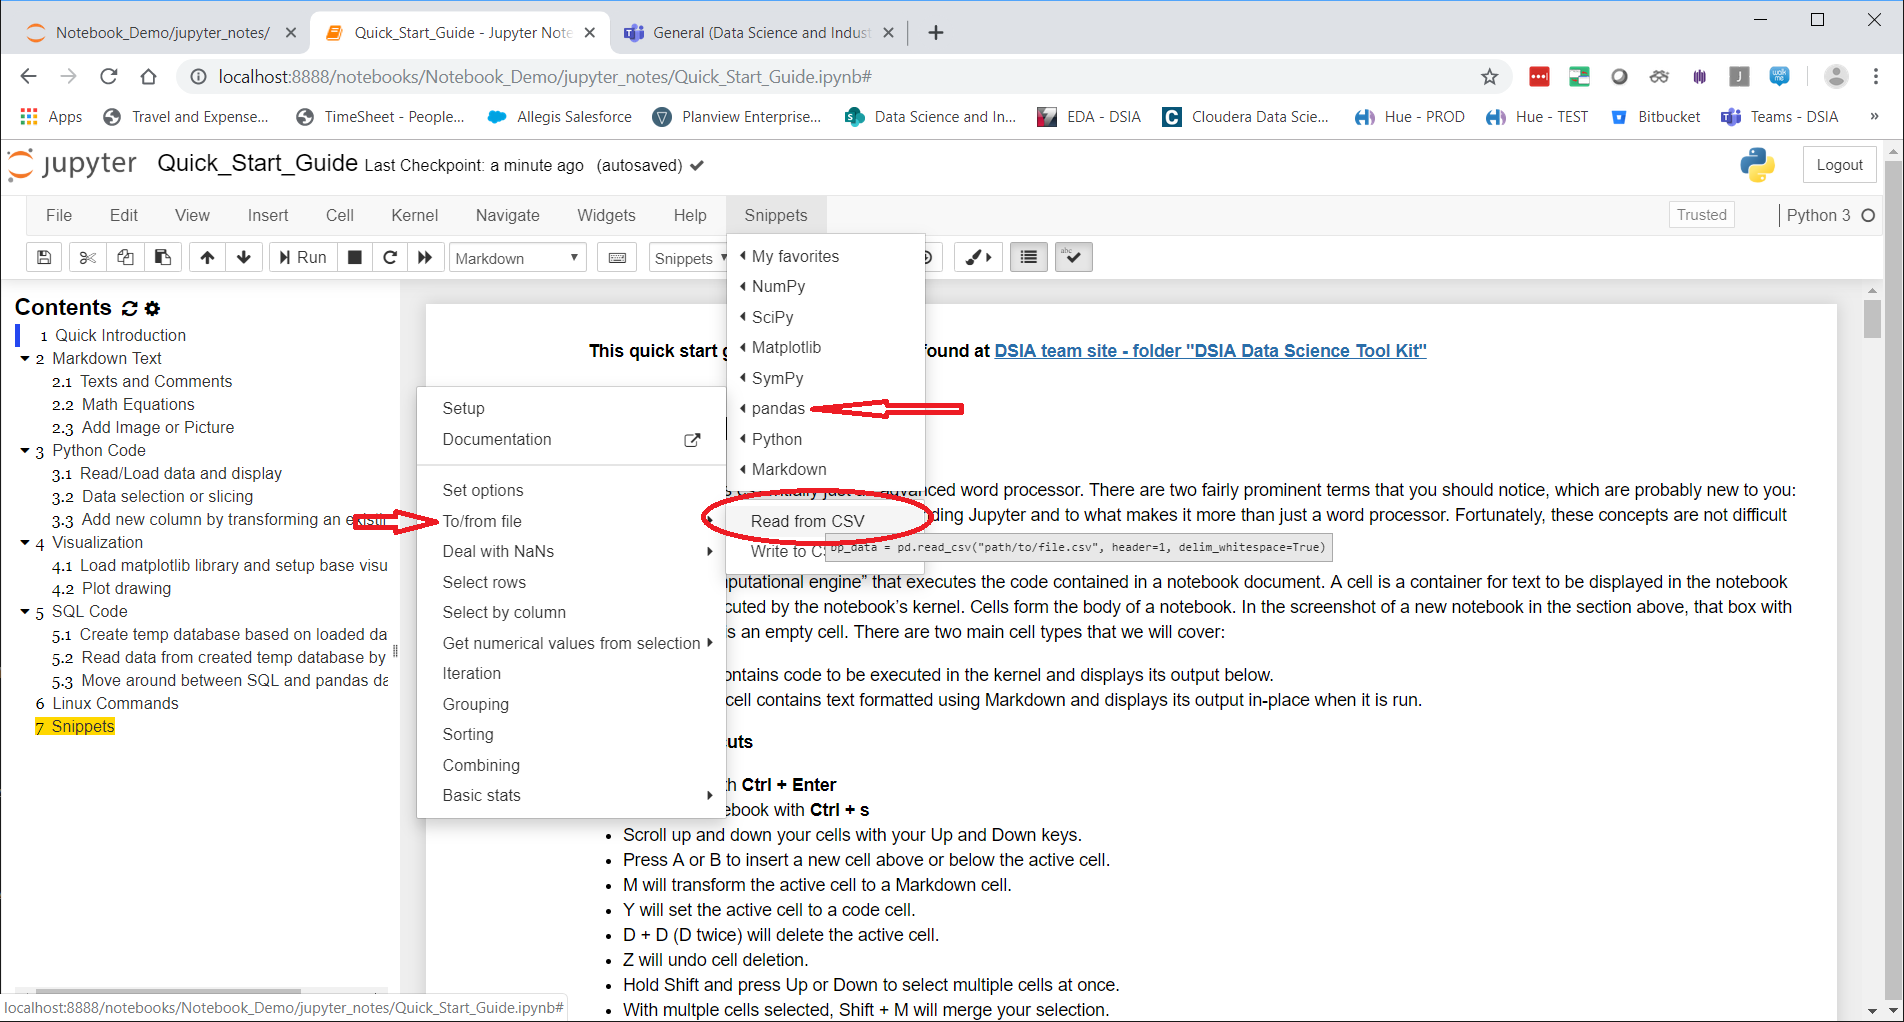 Notebook_Demo/jupyter_notes/
Quick_Start_Guide - Jupyter Note
General (Data Science and Indust
localhost:8888/notebooks/Notebook_Demo/jupyter_notes/Quick_Start_Guide.ipynb#
Apps Travel and Expense... TimeSheet - People... Allegis Salesforce Planview Enterprise... Data Science and In... EDA - DSIA Cloudera Data Scie... Hue - PROD Hue - TEST Bitbucket Teams - DSIA »
jupyter Quick_Start_Guide Last Checkpoint: a minute ago (autosaved)
Logout
File Edit View Insert Cell Kernel Navigate Widgets Help Snippets
Trusted Python 3
Run Markdown Snippets
Contents
1 Quick Introduction
2 Markdown Text
2.1 Texts and Comments
2.2 Math Equations
2.3 Add Image or Picture
3 Python Code
3.1 Read/Load data and display
3.2 Data selection or slicing
3.3 Add new column by transforming an existin
4 Visualization
4.1 Load matplotlib library and setup base visu
4.2 Plot drawing
5 SQL Code
5.1 Create temp database based on loaded da
5.2 Read data from created temp database by
5.3 Move around between SQL and pandas da
6 Linux Commands
7 Snippets
My favorites
NumPy
SciPy
Matplotlib
SymPy
pandas
Python
Markdown
Setup
Documentation
Set options
To/from file
Deal with NaNs
Select rows
Select by column
Get numerical values from selection
Iteration
Grouping
Sorting
Combining
Basic stats
Read from CSV
Write to CS
bp_data = pd.read_csv("path/to/file.csv", header=1, delim_whitespace=True)
This quick start g found at DSIA team site - folder "DSIA Data Science Tool Kit"
word processor. There are two fairly prominent terms that you should notice, which are probably new to you:
ding Jupyter and to what makes it more than just a word processor. Fortunately, these concepts are not difficult
mputational engine” that executes the code contained in a notebook document. A cell is a container for text to be displayed in the notebook
cuted by the notebook’s kernel. Cells form the body of a notebook. In the screenshot of a new notebook in the section above, that box with
s an empty cell. There are two main cell types that we will cover:
ontains code to be executed in the kernel and displays its output below.
cell contains text formatted using Markdown and displays its output in-place when it is run.
cuts
h Ctrl + Enter
ebook with Ctrl + s
Scroll up and down your cells with your Up and Down keys.
Press A or B to insert a new cell above or below the active cell.
M will transform the active cell to a Markdown cell.
Y will set the active cell to a code cell.
D + D (D twice) will delete the active cell.
Z will undo cell deletion.
Hold Shift and press Up or Down to select multiple cells at once.
With multple cells selected, Shift + M will merge your selection.
localhost:8888/notebooks/Notebook_Demo/jupyter_notes/Quick_Start_Guide.ipynb#